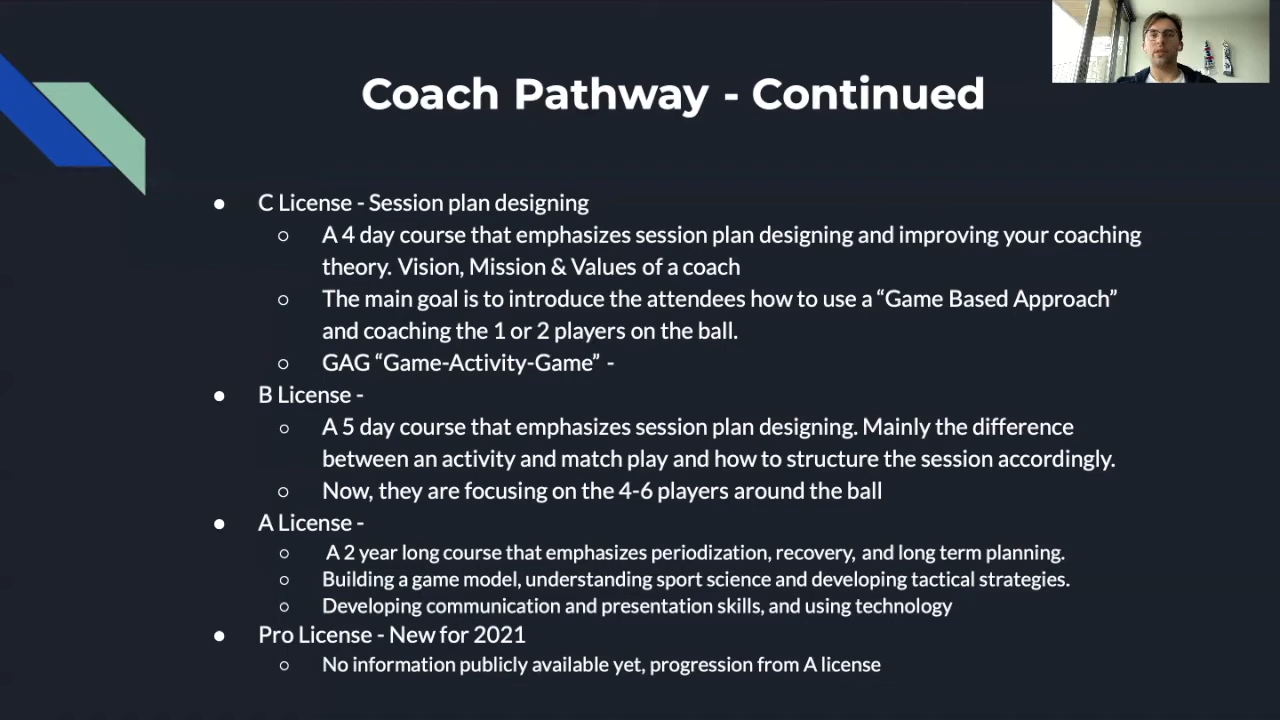 Coach Pathway - Continued
● C License - Session plan designing
○ A 4 day course that emphasizes session plan designing and improving your coaching
theory. Vision, Mission & Values of a coach
○ The main goal is to introduce the attendees how to use a “Game Based Approach”
and coaching the 1 or 2 players on the ball.
○ GAG “Game-Activity-Game” -
● B License -
○ A 5 day course that emphasizes session plan designing. Mainly the difference
between an activity and match play and how to structure the session accordingly.
○ Now, they are focusing on the 4-6 players around the ball
● A License -
○ A 2 year long course that emphasizes periodization, recovery, and long term planning.
○ Building a game model, understanding sport science and developing tactical strategies.
○ Developing communication and presentation skills, and using technology
● Pro License - New for 2021
○ No information publicly available yet, progression from A license